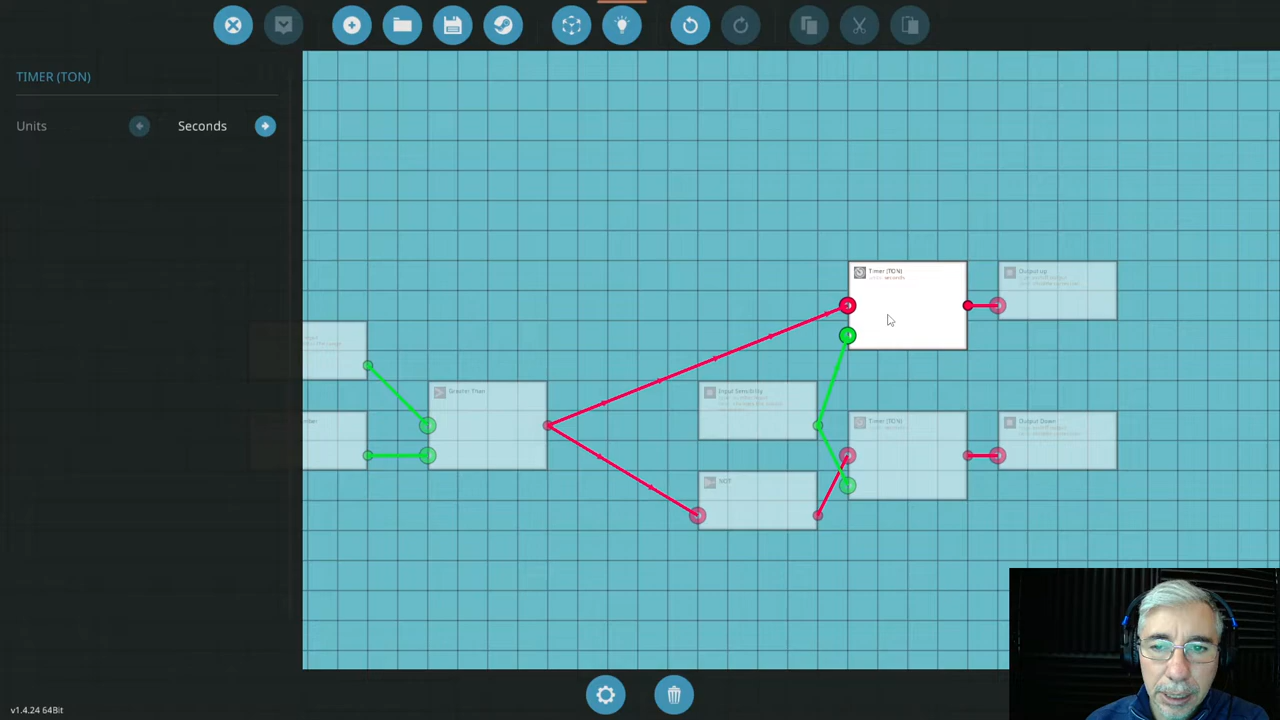 TIMER (TON)
Units
Seconds
Timer (TON)
Output up
Greater Than
Input Sensibility
Timer (TON)
Output Down
NOT
v1.4.24 64Bit